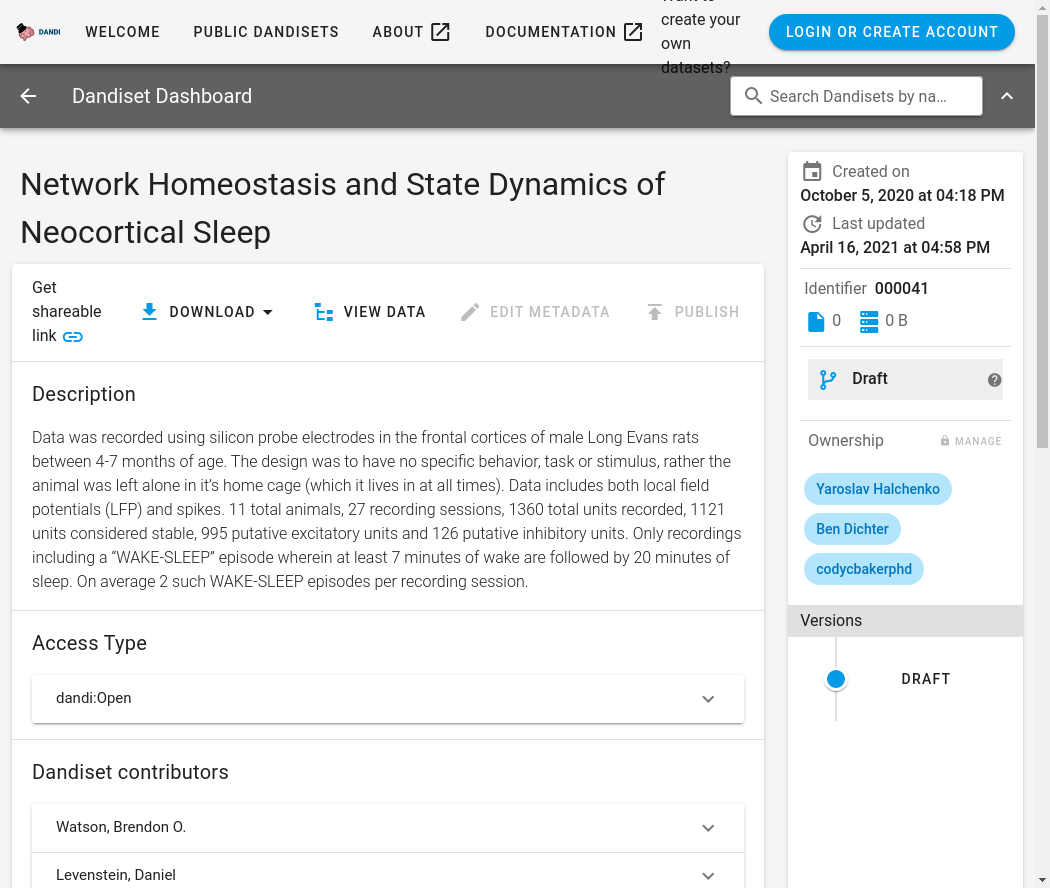 DANDI
WELCOME
PUBLIC DANDISETS
ABOUT
DOCUMENTATION
create your
own
datasets?
LOGIN OR CREATE ACCOUNT
Dandiset Dashboard
Search Dandisets by na…
Network Homeostasis and State Dynamics of
Neocortical Sleep
Get
shareable
link
DOWNLOAD
VIEW DATA
EDIT METADATA
PUBLISH
Description
Data was recorded using silicon probe electrodes in the frontal cortices of male Long Evans rats
between 4-7 months of age. The design was to have no specific behavior, task or stimulus, rather the
animal was left alone in it’s home cage (which it lives in at all times). Data includes both local field
potentials (LFP) and spikes. 11 total animals, 27 recording sessions, 1360 total units recorded, 1121
units considered stable, 995 putative excitatory units and 126 putative inhibitory units. Only recordings
including a “WAKE-SLEEP” episode wherein at least 7 minutes of wake are followed by 20 minutes of
sleep. On average 2 such WAKE-SLEEP episodes per recording session.
Access Type
dandi:Open
Dandiset contributors
Watson, Brendon O.
Levenstein, Daniel
Created on
October 5, 2020 at 04:18 PM
Last updated
April 16, 2021 at 04:58 PM
Identifier 000041
0
0 B
Draft
Ownership
MANAGE
Yaroslav Halchenko
Ben Dichter
codycbakerphd
Versions
DRAFT